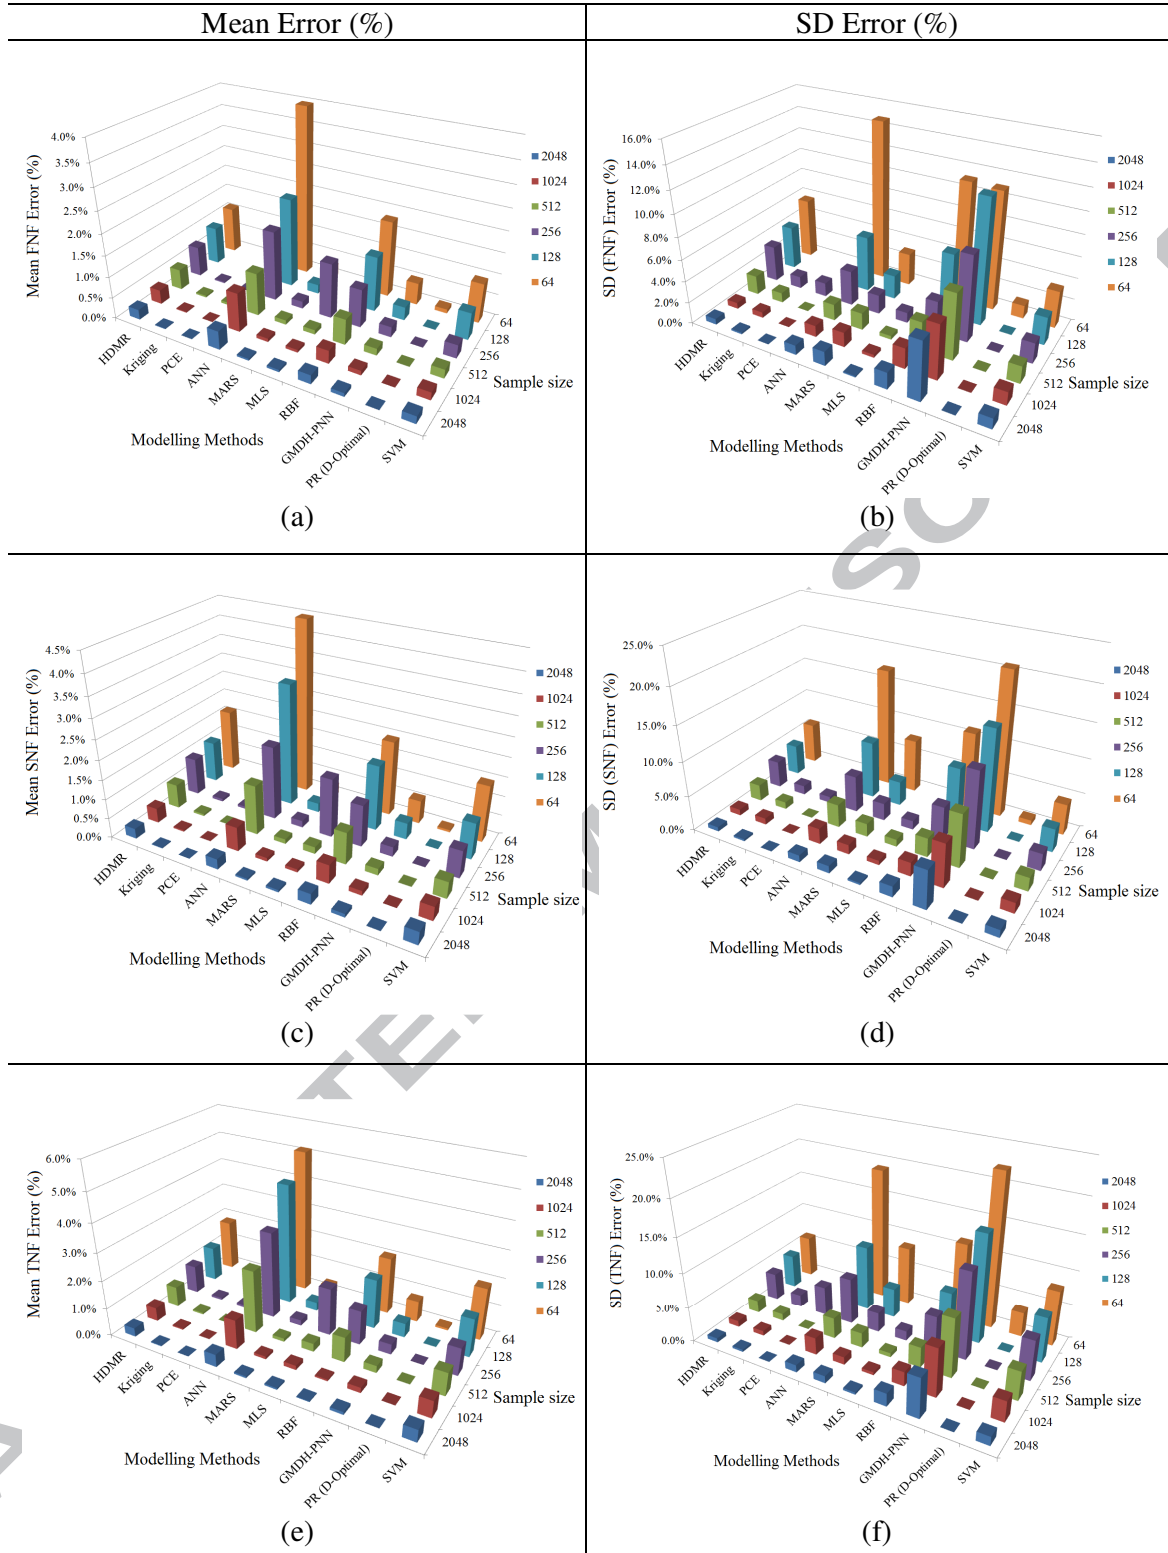 Mean Error (%)
SD Error (%)
Mean FNF Error (%)
4.0%
3.5%
3.0%
2.5%
2.0%
1.5%
1.0%
0.5%
0.0%
HDMR
Kriging
PCE
ANN
MARS
MLS
RBF
GMDH-PNN
PR (D-Optimal)
SVM
Modelling Methods
64
128
256
512
1024
2048
Sample size
2048
1024
512
256
128
64
(a)
SD (FNF) Error (%)
16.0%
14.0%
12.0%
10.0%
8.0%
6.0%
4.0%
2.0%
0.0%
HDMR
Kriging
PCE
ANN
MARS
MLS
RBF
GMDH-PNN
PR (D-Optimal)
SVM
Modelling Methods
64
128
256
512
1024
2048
Sample size
2048
1024
512
256
128
64
(b)
Mean SNF Error (%)
4.5%
4.0%
3.5%
3.0%
2.5%
2.0%
1.5%
1.0%
0.5%
0.0%
HDMR
Kriging
PCE
ANN
MARS
MLS
RBF
GMDH-PNN
PR (D-Optimal)
SVM
Modelling Methods
64
128
256
512
1024
2048
Sample size
2048
1024
512
256
128
64
(c)
SD (SNF) Error (%)
25.0%
20.0%
15.0%
10.0%
5.0%
0.0%
HDMR
Kriging
PCE
ANN
MARS
MLS
RBF
GMDH-PNN
PR (D-Optimal)
SVM
Modelling Methods
64
128
256
512
1024
2048
Sample size
2048
1024
512
256
128
64
(d)
Mean TNF Error (%)
6.0%
5.0%
4.0%
3.0%
2.0%
1.0%
0.0%
HDMR
Kriging
PCE
ANN
MARS
MLS
RBF
GMDH-PNN
PR (D-Optimal)
SVM
Modelling Methods
64
128
256
512
1024
2048
Sample size
2048
1024
512
256
128
64
(e)
SD (TNF) Error (%)
25.0%
20.0%
15.0%
10.0%
5.0%
0.0%
HDMR
Kriging
PCE
ANN
MARS
MLS
RBF
GMDH-PNN
PR (D-Optimal)
SVM
Modelling Methods
64
128
256
512
1024
2048
Sample size
2048
1024
512
256
128
64
(f)